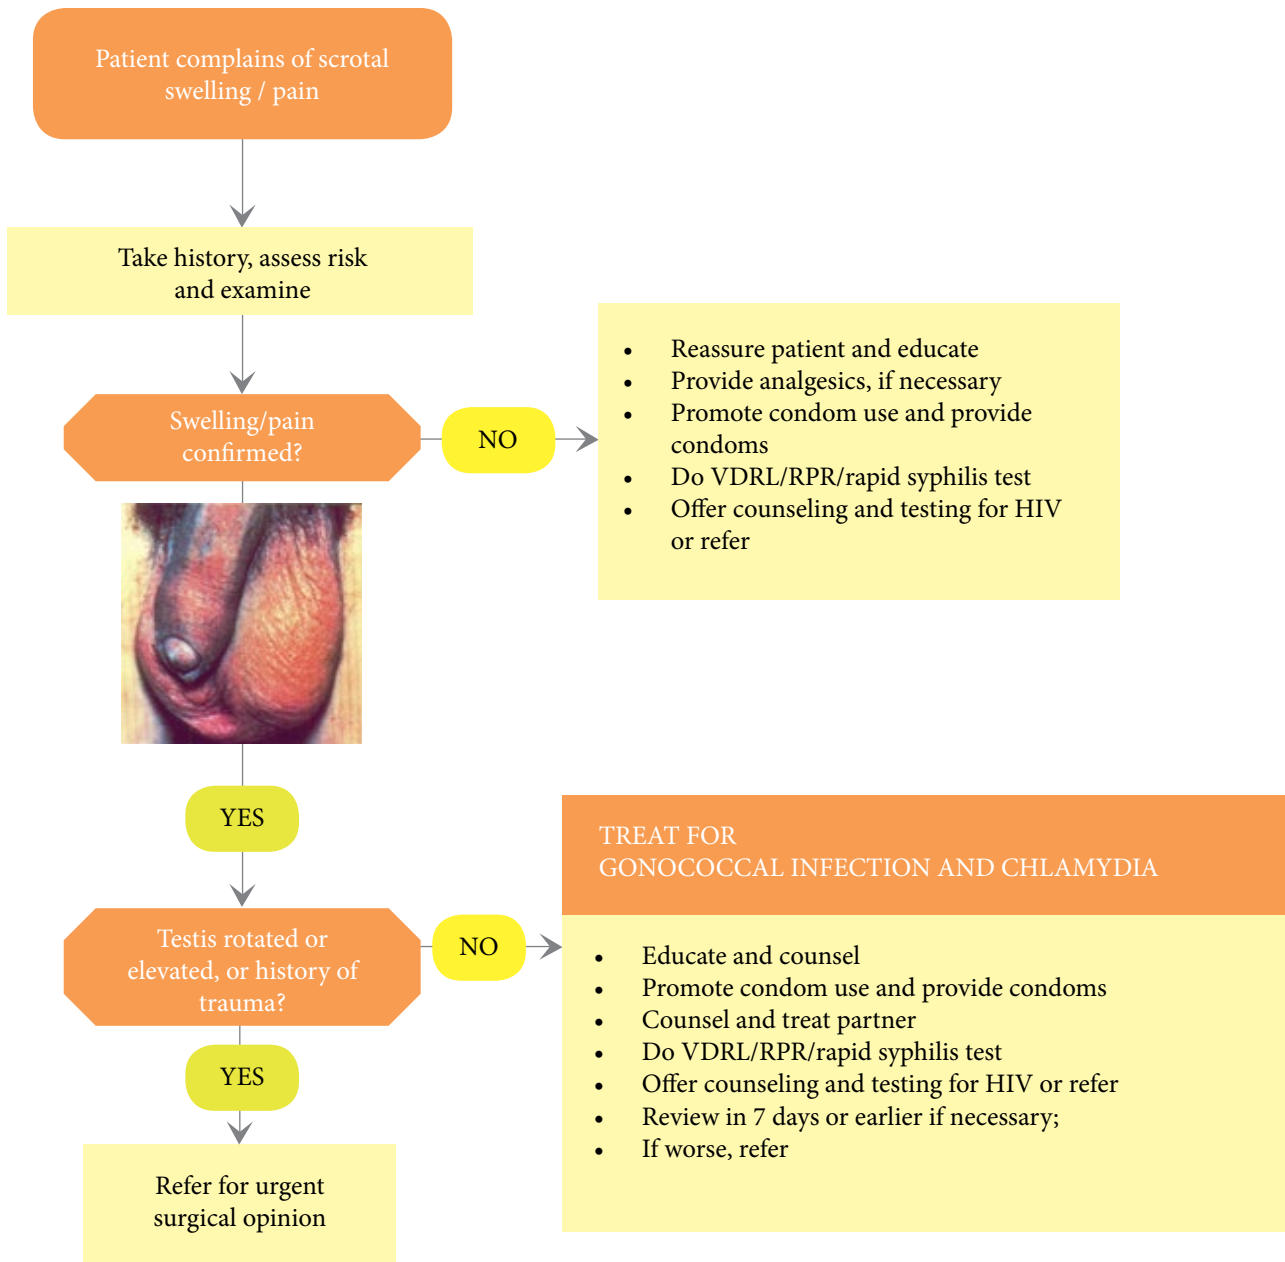 Patient complains of scrotal
swelling / pain
Take history, assess risk
and examine
Swelling/pain
confirmed?
NO
• Reassure patient and educate
• Provide analgesics, if necessary
• Promote condom use and provide
condoms
• Do VDRL/RPR/rapid syphilis test
• Offer counseling and testing for HIV
or refer
YES
Testis rotated or
elevated, or history of
trauma?
NO
TREAT FOR
GONOCOCCAL INFECTION AND CHLAMYDIA
• Educate and counsel
• Promote condom use and provide condoms
• Counsel and treat partner
• Do VDRL/RPR/rapid syphilis test
• Offer counseling and testing for HIV or refer
• Review in 7 days or earlier if necessary;
• If worse, refer
YES
Refer for urgent
surgical opinion